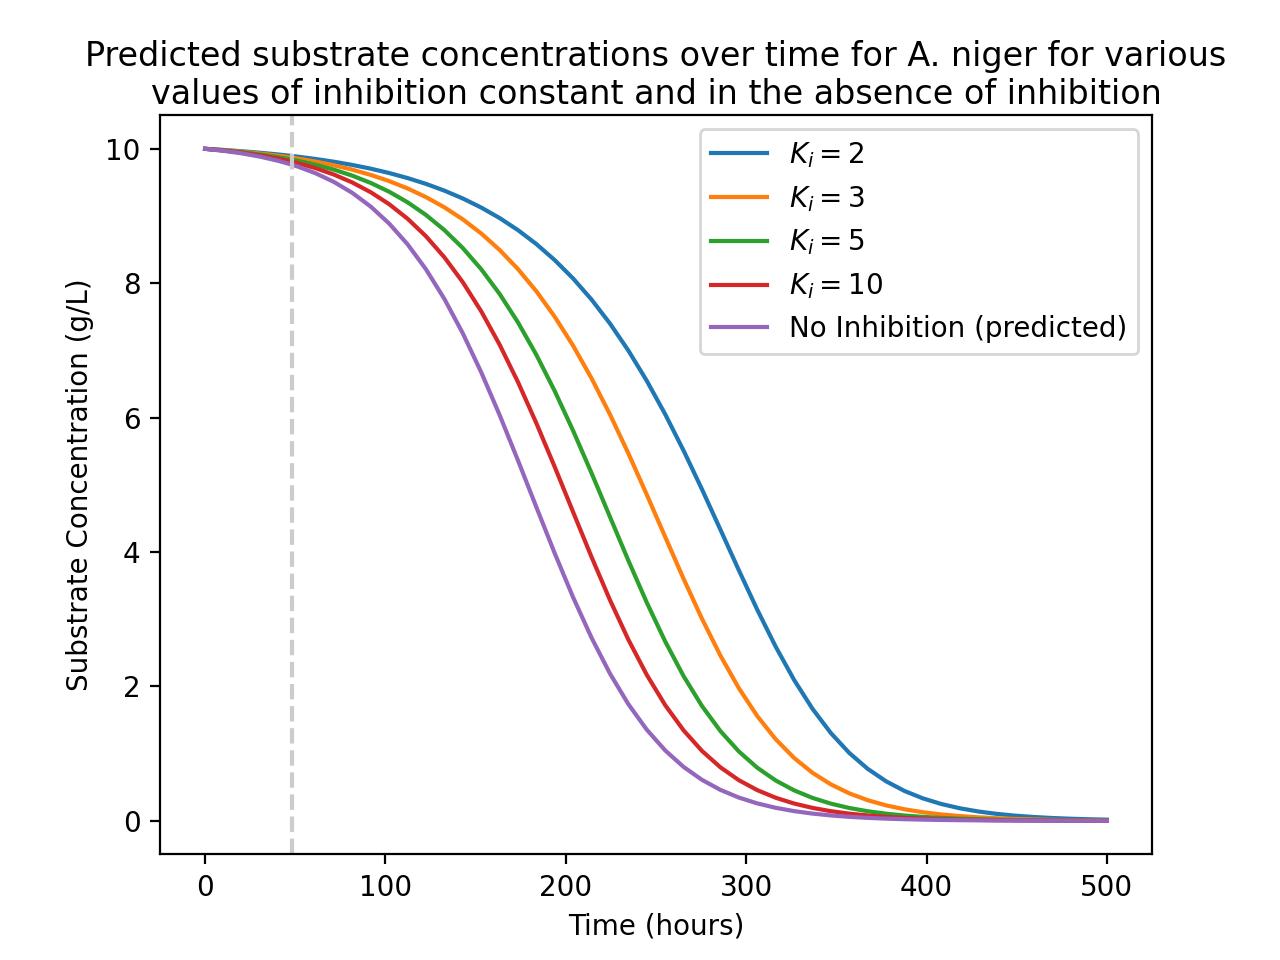 Predicted substrate concentrations over time for A. niger for various
values of inhibition constant and in the absence of inhibition
Substrate Concentration (g/L)
10
8
6
4
2
0
K_i = 2
K_i = 3
K_i = 5
K_i = 10
No Inhibition (predicted)
0 100 200 300 400 500
Time (hours)